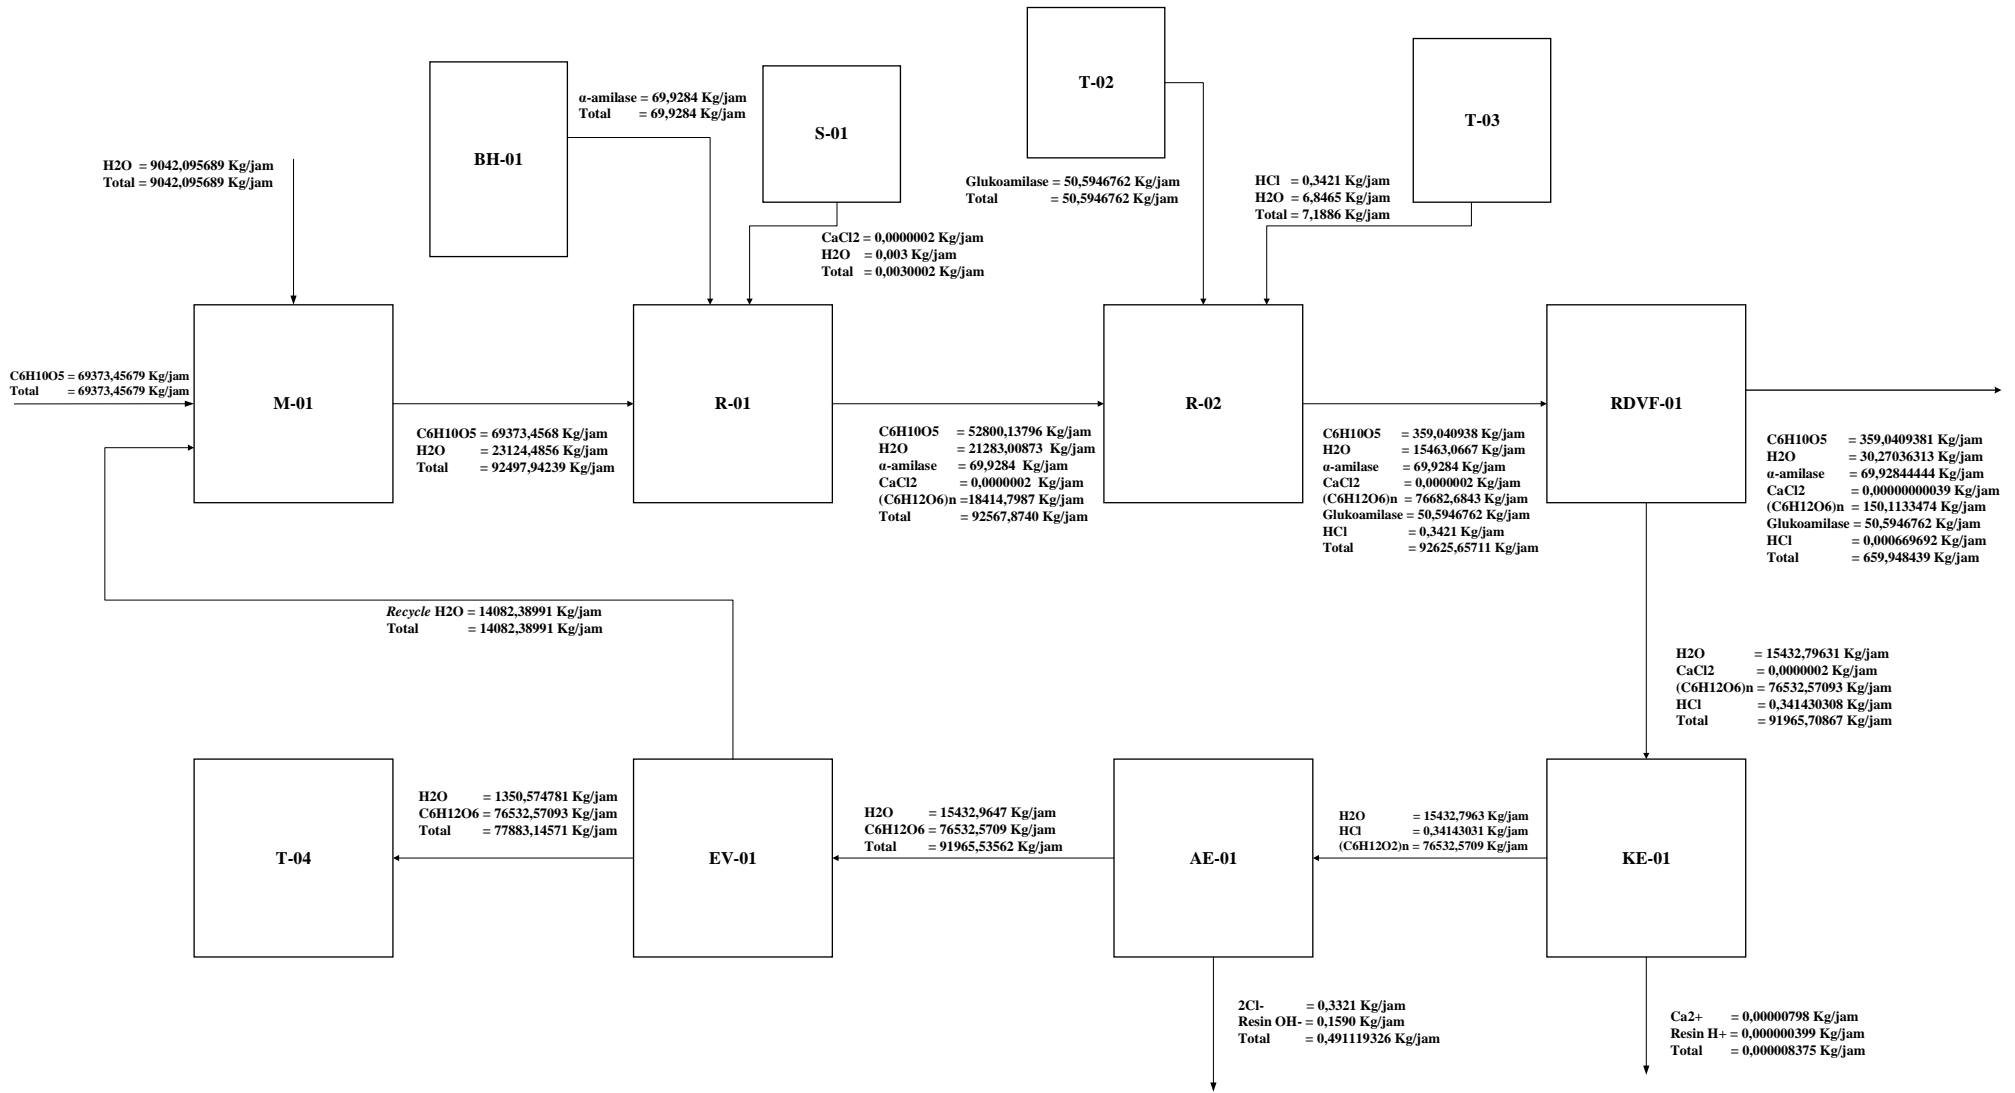 T-02
T-03
BH-01
α-amilase = 69,9284 Kg/jam
Total = 69,9284 Kg/jam
S-01
H2O = 9042,095689 Kg/jam
Total = 9042,095689 Kg/jam
Glukoamilase = 50,5946762 Kg/jam
Total = 50,5946762 Kg/jam
HCl = 0,3421 Kg/jam
H2O = 6,8465 Kg/jam
Total = 7,1886 Kg/jam
CaCl2 = 0,0000002 Kg/jam
H2O = 0,003 Kg/jam
Total = 0,0030002 Kg/jam
C6H10O5 = 69373,45679 Kg/jam
Total = 69373,45679 Kg/jam
M-01
R-01
R-02
RDVF-01
C6H10O5 = 69373,4568 Kg/jam
H2O = 23124,4856 Kg/jam
Total = 92497,94239 Kg/jam
C6H10O5 = 52800,13796 Kg/jam
H2O = 21283,00873 Kg/jam
α-amilase = 69,9284 Kg/jam
CaCl2 = 0,0000002 Kg/jam
(C6H12O6)n =18414,7987 Kg/jam
Total = 92567,8740 Kg/jam
C6H10O5 = 359,040938 Kg/jam
H2O = 15463,0667 Kg/jam
α-amilase = 69,9284 Kg/jam
CaCl2 = 0,0000002 Kg/jam
(C6H12O6)n = 76682,6843 Kg/jam
Glukoamilase = 50,5946762 Kg/jam
HCl = 0,3421 Kg/jam
Total = 92625,65711 Kg/jam
C6H10O5 = 359,0409381 Kg/jam
H2O = 30,27036313 Kg/jam
α-amilase = 69,92844444 Kg/jam
CaCl2 = 0,00000000039 Kg/jam
(C6H12O6)n = 150,1133474 Kg/jam
Glukoamilase = 50,5946762 Kg/jam
HCl = 0,000669692 Kg/jam
Total = 659,948439 Kg/jam
Recycle H2O = 14082,38991 Kg/jam
Total = 14082,38991 Kg/jam
H2O = 15432,79631 Kg/jam
CaCl2 = 0,0000002 Kg/jam
(C6H12O6)n = 76532,57093 Kg/jam
HCl = 0,341430308 Kg/jam
Total = 91965,70867 Kg/jam
T-04
H2O = 1350,574781 Kg/jam
C6H12O6 = 76532,57093 Kg/jam
Total = 77883,14571 Kg/jam
EV-01
H2O = 15432,9647 Kg/jam
C6H12O6 = 76532,5709 Kg/jam
Total = 91965,53562 Kg/jam
AE-01
H2O = 15432,7963 Kg/jam
HCl = 0,34143031 Kg/jam
(C6H12O2)n = 76532,5709 Kg/jam
KE-01
2Cl- = 0,3321 Kg/jam
Resin OH- = 0,1590 Kg/jam
Total = 0,491119326 Kg/jam
Ca2+ = 0,00000798 Kg/jam
Resin H+ = 0,000000399 Kg/jam
Total = 0,000008375 Kg/jam